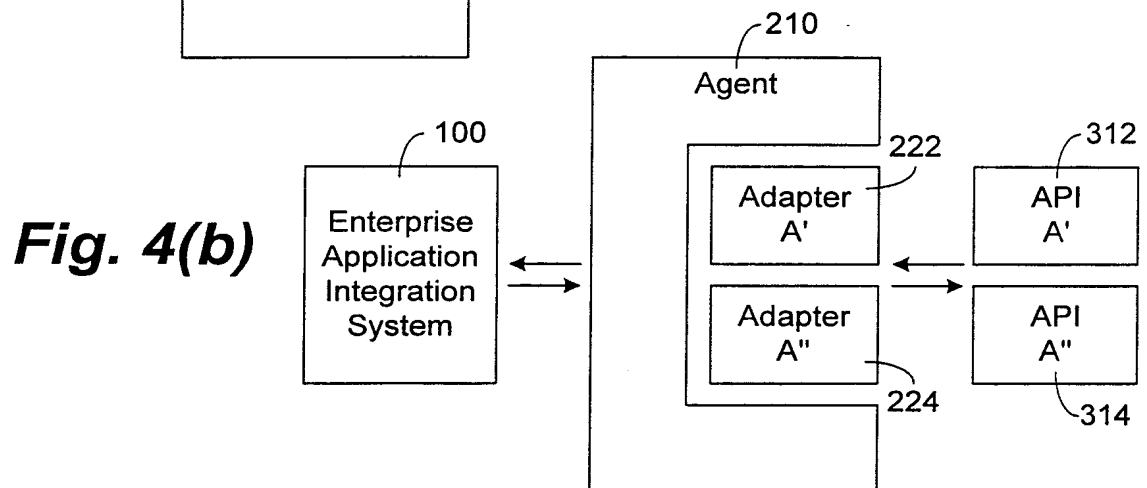 210
Agent
100
222
312
Adapter
A'
API
A'
Fig. 4(b)
Enterprise
Application
Integration
System
Adapter
A"
API
A"
224
314